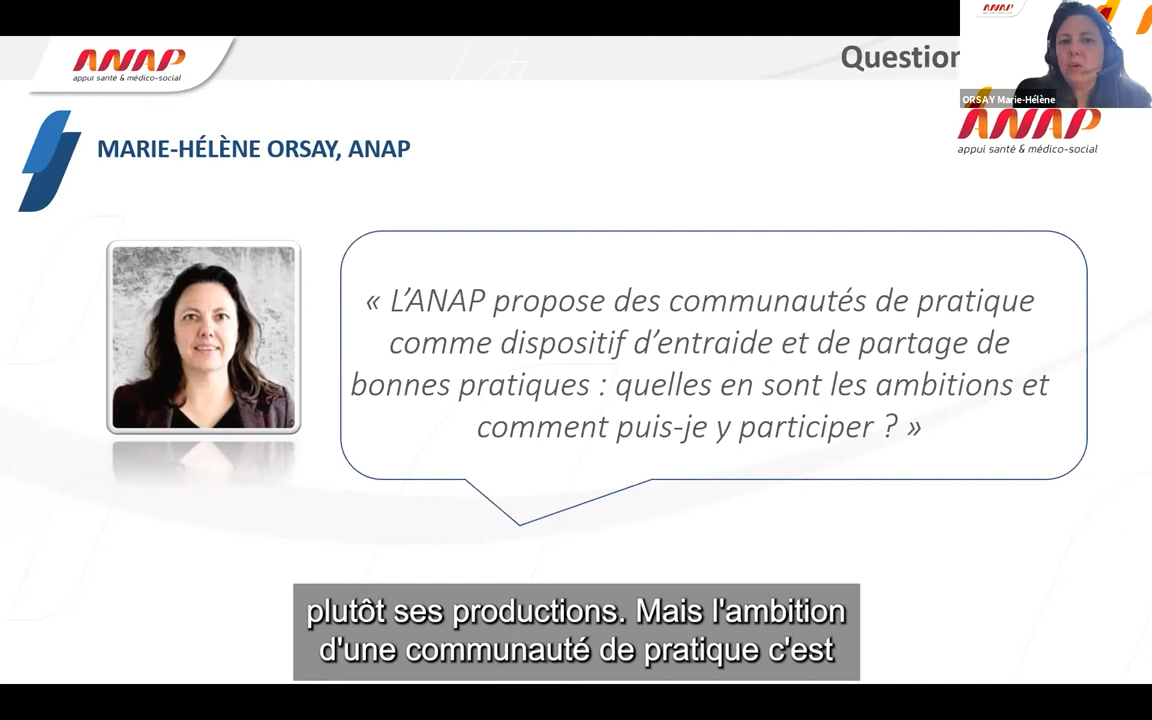 ANAP
appui santé & médico-social
Question
ANAP
ORSAY Marie-Hélène
ANAP
appui santé & médico-social
MARIE-HÉLÈNE ORSAY, ANAP
« L’ANAP propose des communautés de pratique
comme dispositif d’entraide et de partage de
bonnes pratiques : quelles en sont les ambitions et
comment puis-je y participer ? »
plutôt ses productions. Mais l'ambition
d'une communauté de pratique c'est